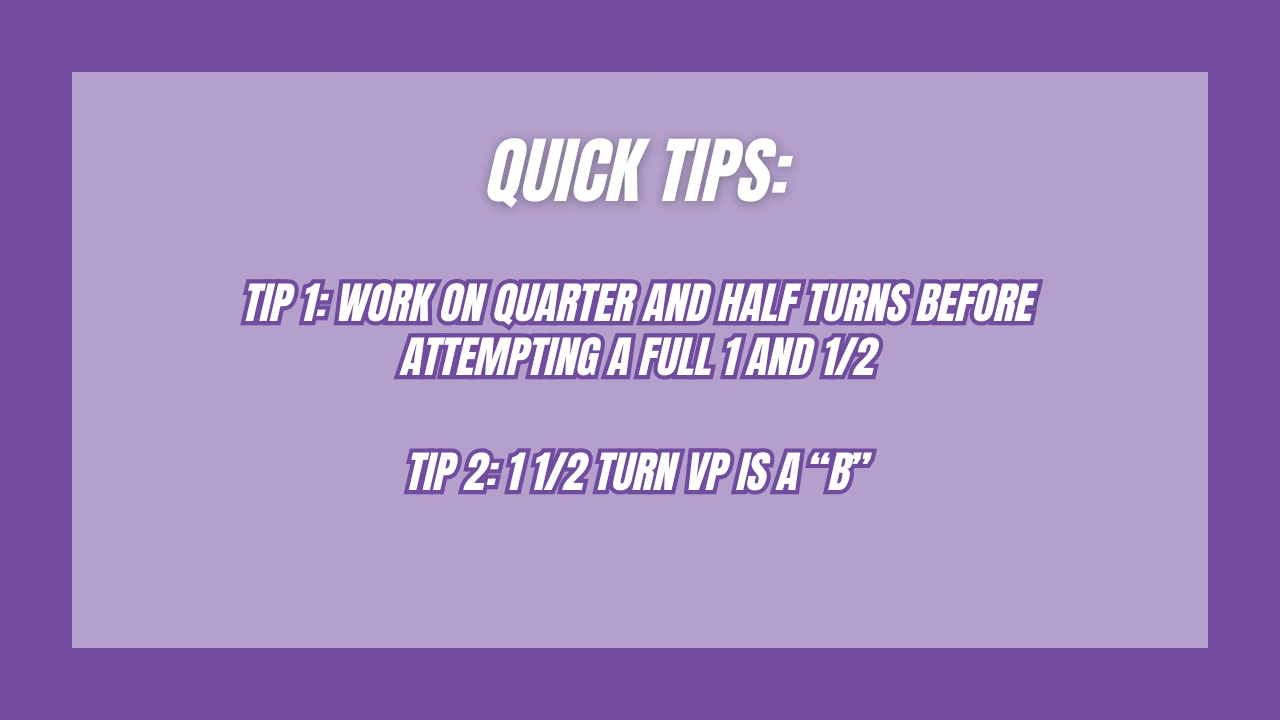 QUICK TIPS:
TIP 1: WORK ON QUARTER AND HALF TURNS BEFORE
ATTEMPTING A FULL 1 AND 1/2
TIP 2: 1 1/2 TURN VP IS A “B”